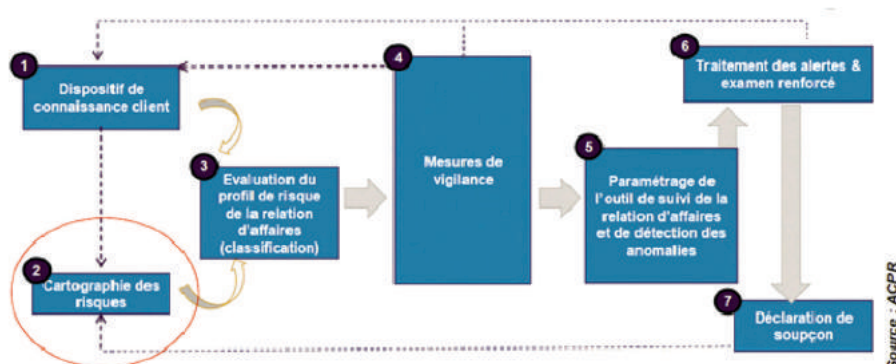 1
Dispositif de
connaissance client
2
Cartographie des
risques
3
Evaluation du
profil de risque
de la relation
d'affaires
(classification)
4
Mesures de
vigilance
5
Paramétrage de
l'outil de suivi de la
relation d'affaires
et de détection des
anomalies
6
Traitement des alertes &
examen renforcé
7
Déclaration de
soupçon
: ACPR